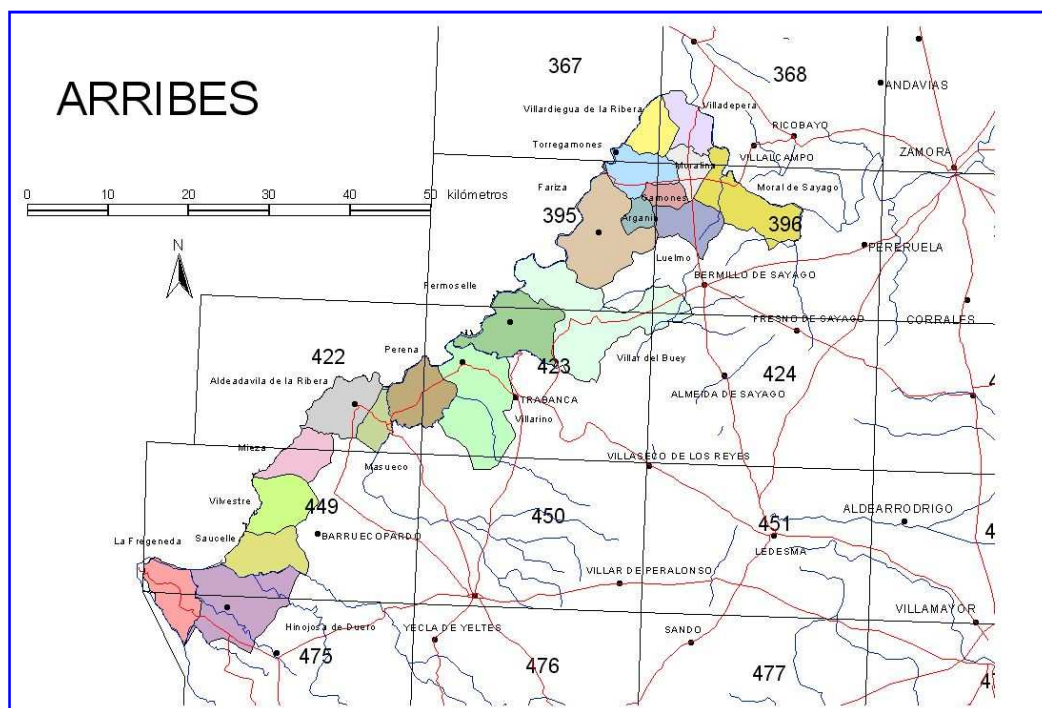 ARRIBES
367
368
Villardiegua de la Ribera
Villadepera
ANDAVIAS
RICOBAYO
Torregamones
VILLALCAMPO
ZAMORA
Moralina
0 10 20 30 40 50 kilómetros
Fariza
Gamones
Moral de Sayago
395
Argañin
396
N
Luelmo
PERERUELA
Fermoselle
BERMILLO DE SAYAGO
FRESNO DE SAYAGO
CORRALES
422
Perena
423
Villar del Buey
424
Aldeadavila de la Ribera
ALMEIDA DE SAYAGO
TRABANCA
Villarino
Mieza
Masueco
VILLASECO DE LOS REYES
Vilvestre
449
450
451
ALDEARRODRIGO
La Fregeneda
Saucelle
BARRUECOPARDO
LEDESMA
VILLAR DE PERALONSO
VILLAMAYOR
Hinojosa de Duero
YECLA DE YELTES
SANDO
475
476
477